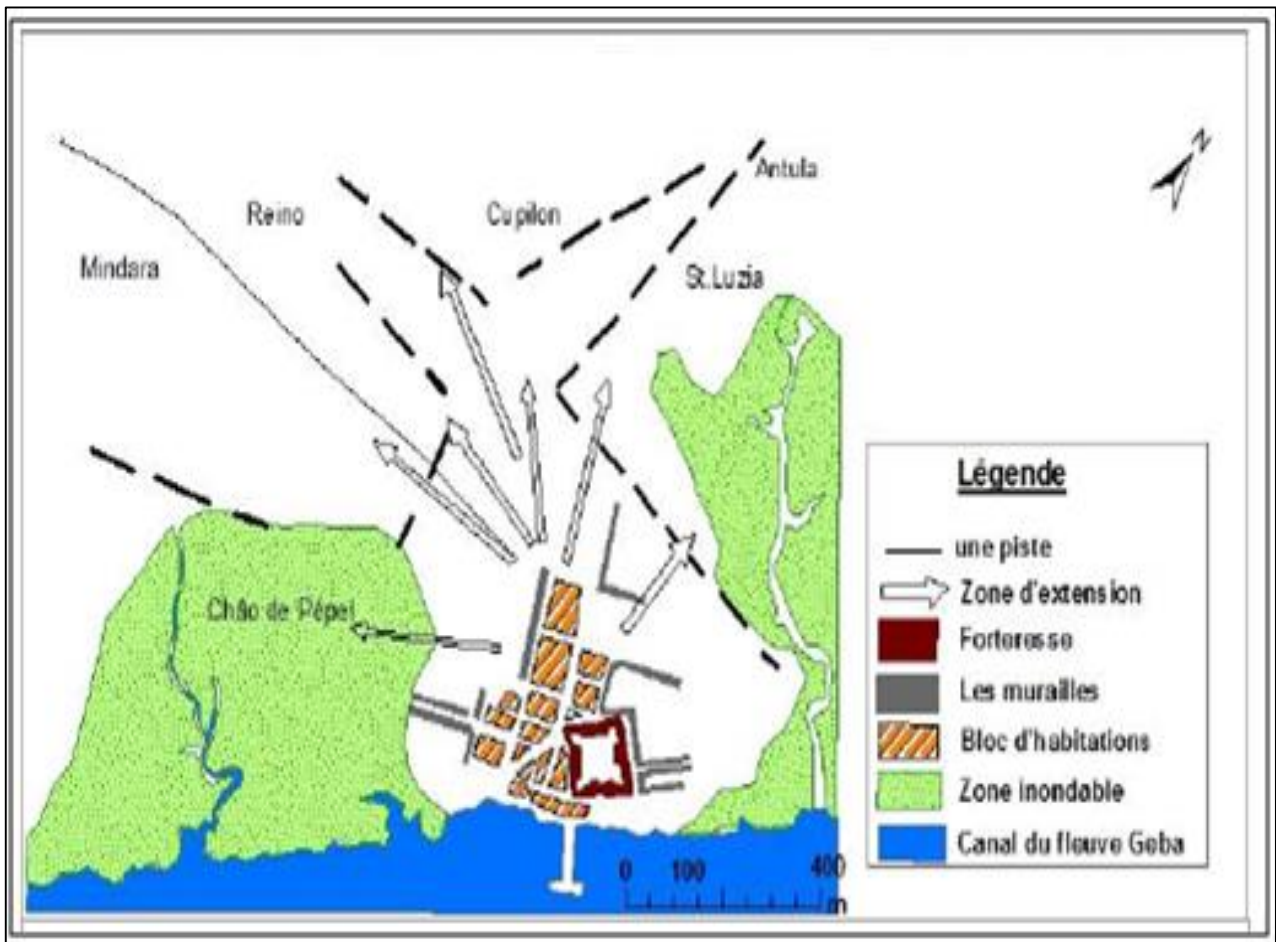 N
Antula
Reino
Cupilon
Mindara
St.Luzia
Chão de Pépel
Légende
une piste
Zone d'extension
Forteresse
Les murailles
Bloc d'habitations
Zone inondable
Canal du fleuve Geba
0 100 400
m